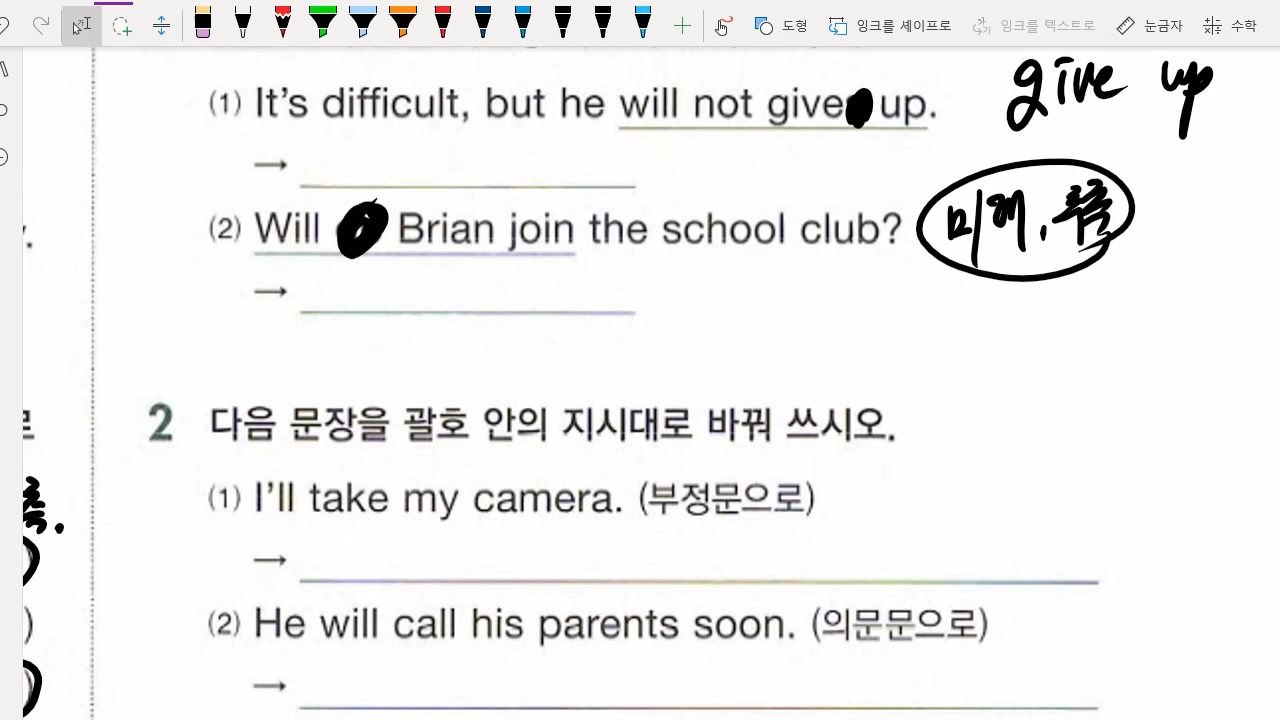 도형 잉크를 셰이프로 잉크를 텍스트로 눈금자 수학
(1) It's difficult, but he will not give up.
give up
→
(2) Will Brian join the school club?
미래, 추측
→
2 다음 문장을 괄호 안의 지시대로 바꿔 쓰시오.
(1) I'll take my camera. (부정문으로)
→
(2) He will call his parents soon. (의문문으로)
→